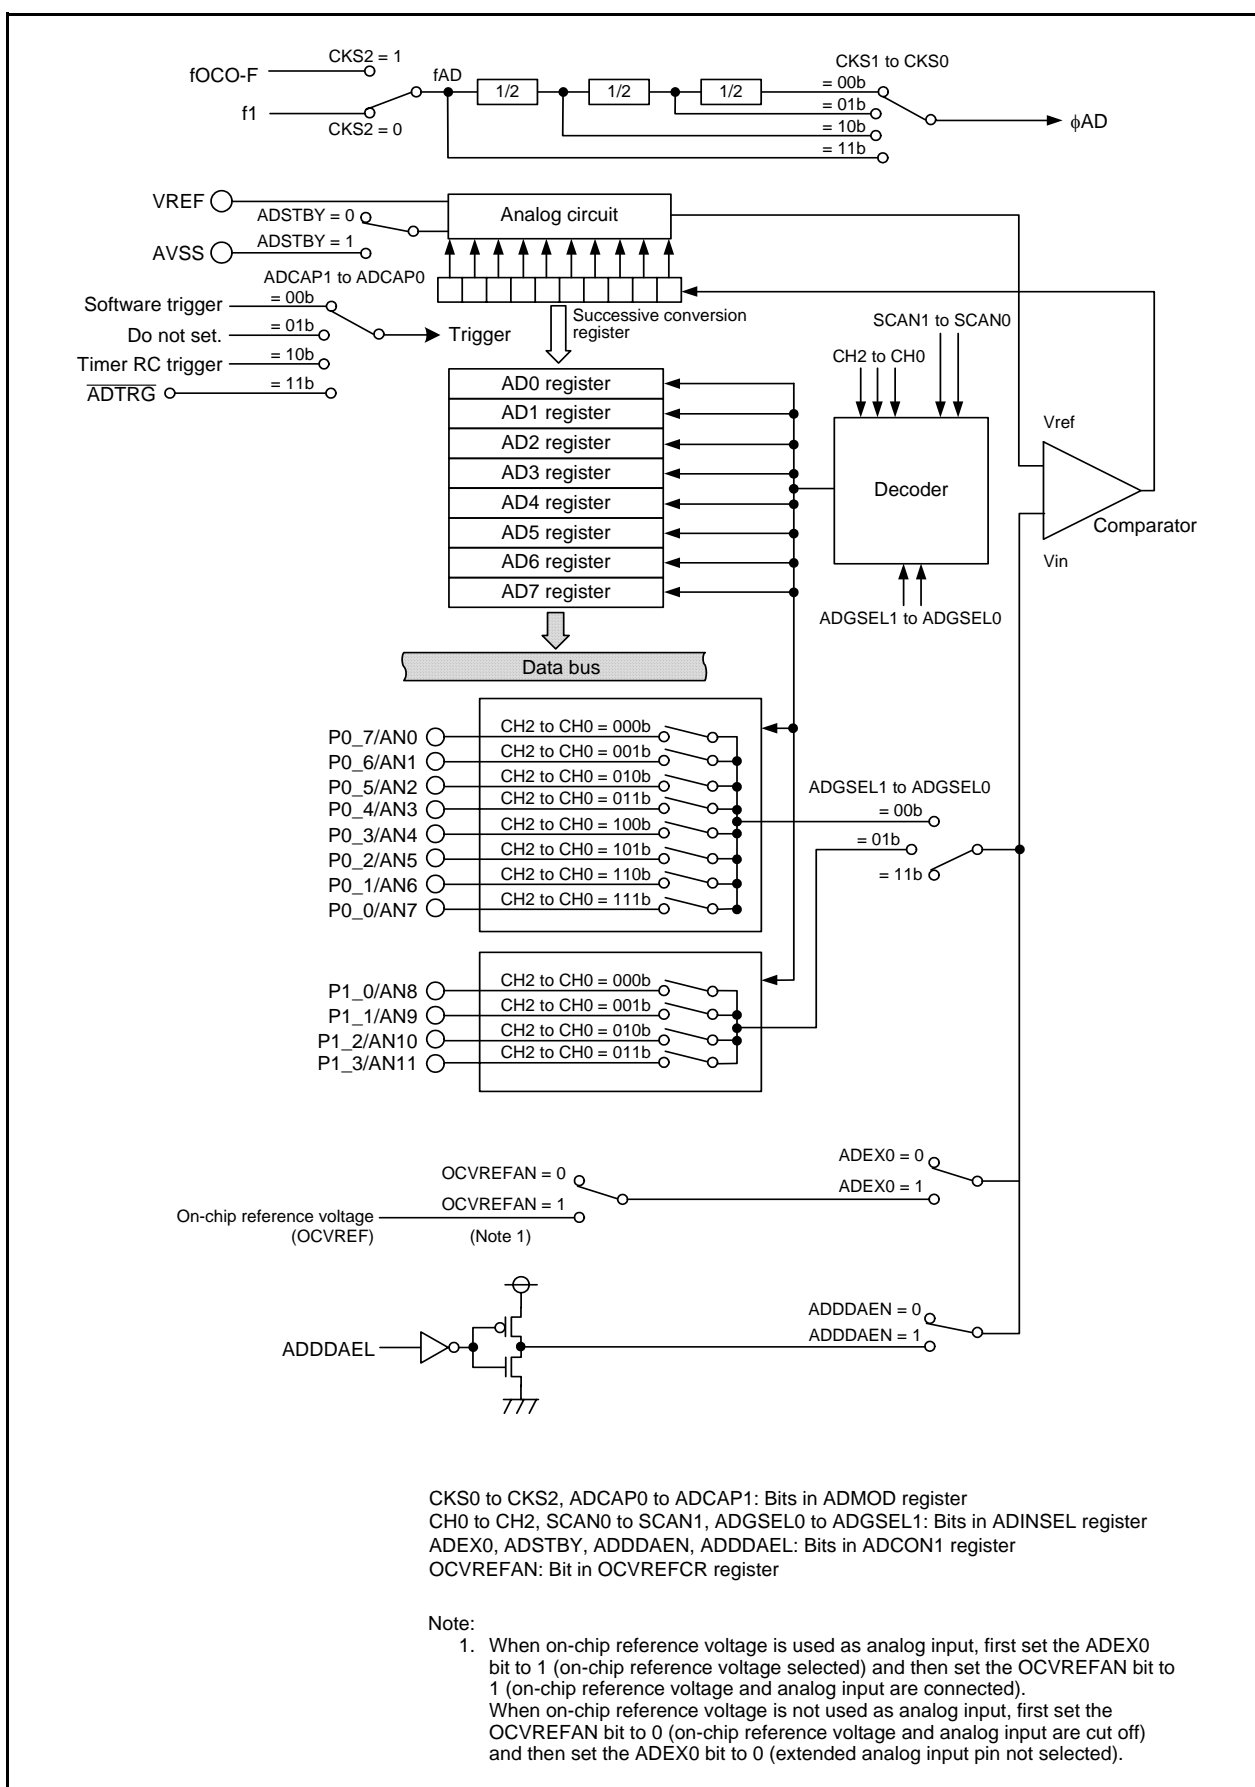 CKS2 = 1
fOCO-F
f1
CKS2 = 0
fAD
1/2
1/2
1/2
CKS1 to CKS0
= 00b
= 01b
= 10b
= 11b
ϕAD
VREF
ADSTBY = 0
AVSS
ADSTBY = 1
Analog circuit
ADCAP1 to ADCAP0
Software trigger
= 00b
Do not set.
= 01b
Timer RC trigger
= 10b
ADTRG
= 11b
Trigger
Successive conversion
register
SCAN1 to SCAN0
CH2 to CH0
AD0 register
AD1 register
AD2 register
AD3 register
AD4 register
AD5 register
AD6 register
AD7 register
Decoder
Vref
Comparator
Vin
ADGSEL1 to ADGSEL0
Data bus
P0_7/AN0
CH2 to CH0 = 000b
P0_6/AN1
CH2 to CH0 = 001b
P0_5/AN2
CH2 to CH0 = 010b
P0_4/AN3
CH2 to CH0 = 011b
P0_3/AN4
CH2 to CH0 = 100b
P0_2/AN5
CH2 to CH0 = 101b
P0_1/AN6
CH2 to CH0 = 110b
P0_0/AN7
CH2 to CH0 = 111b
ADGSEL1 to ADGSEL0
= 00b
= 01b
= 11b
P1_0/AN8
CH2 to CH0 = 000b
P1_1/AN9
CH2 to CH0 = 001b
P1_2/AN10
CH2 to CH0 = 010b
P1_3/AN11
CH2 to CH0 = 011b
OCVREFAN = 0
OCVREFAN = 1
On-chip reference voltage
(OCVREF)
(Note 1)
ADEX0 = 0
ADEX0 = 1
ADDDAEL
ADDDAEN = 0
ADDDAEN = 1
CKS0 to CKS2, ADCAP0 to ADCAP1: Bits in ADMOD register
CH0 to CH2, SCAN0 to SCAN1, ADGSEL0 to ADGSEL1: Bits in ADINSEL register
ADEX0, ADSTBY, ADDDAEN, ADDDAEL: Bits in ADCON1 register
OCVREFAN: Bit in OCVREFCR register
Note:
1. When on-chip reference voltage is used as analog input, first set the ADEX0
bit to 1 (on-chip reference voltage selected) and then set the OCVREFAN bit to
1 (on-chip reference voltage and analog input are connected).
When on-chip reference voltage is not used as analog input, first set the
OCVREFAN bit to 0 (on-chip reference voltage and analog input are cut off)
and then set the ADEX0 bit to 0 (extended analog input pin not selected).